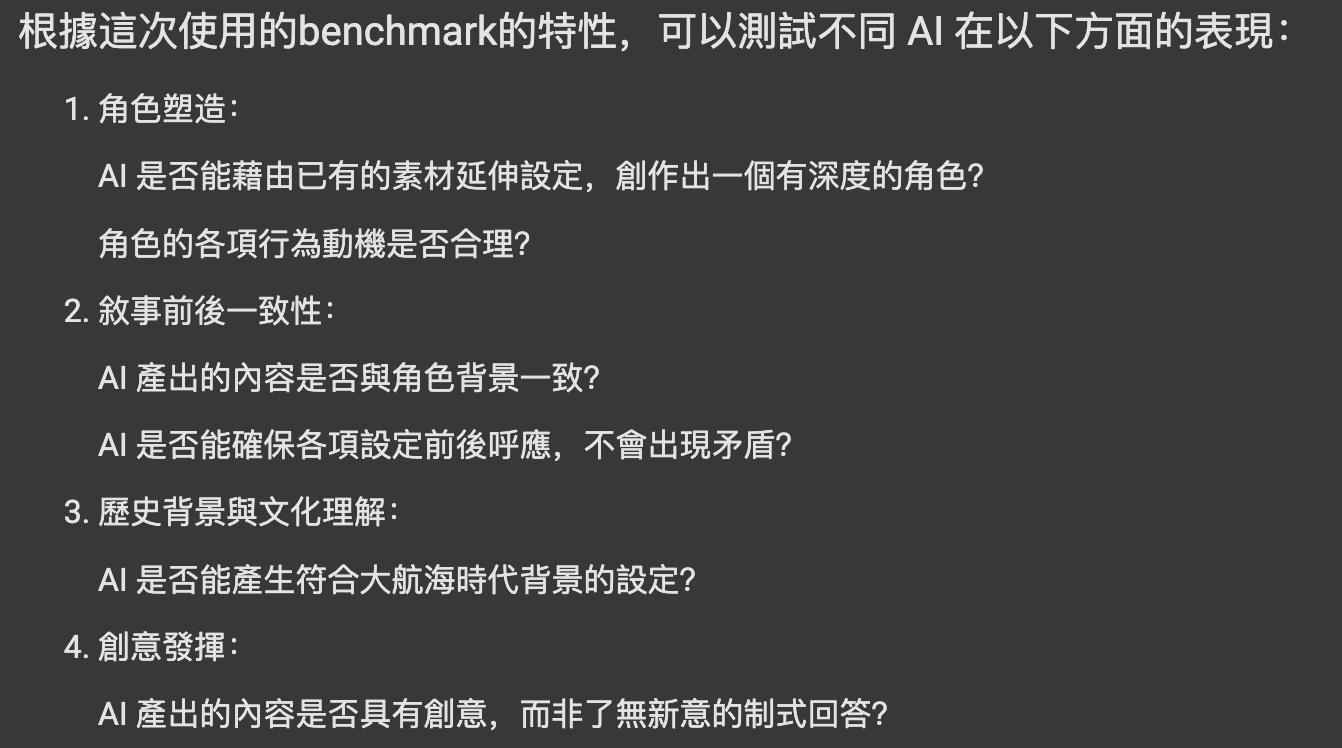 根據這次使用的benchmark的特性，可以測試不同 AI 在以下方面的表現：
1. 角色塑造：
AI 是否能藉由已有的素材延伸設定，創作出一個有深度的角色?
角色的各項行為動機是否合理?
2. 敘事前後一致性：
AI 產出的內容是否與角色背景一致?
AI 是否能確保各項設定前後呼應，不會出現矛盾?
3. 歷史背景與文化理解：
AI 是否能產生符合大航海時代背景的設定?
4. 創意發揮：
AI 產出的內容是否具有創意，而非了無新意的制式回答?